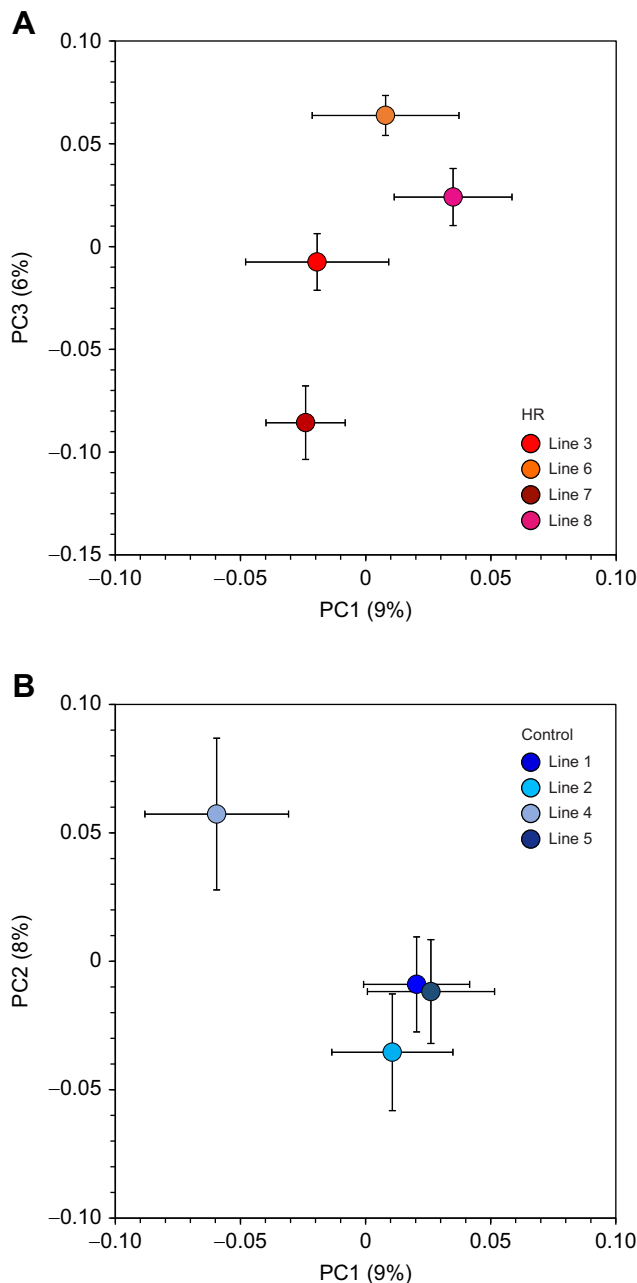 A
0.10
0.05
0
−0.05
−0.10
−0.15
PC3 (6%)
HR
Line 3
Line 6
Line 7
Line 8
−0.10 −0.05 0 0.05 0.10
PC1 (9%)
B
0.10
0.05
0
−0.05
−0.10
PC2 (8%)
Control
Line 1
Line 2
Line 4
Line 5
−0.10 −0.05 0 0.05 0.10
PC1 (9%)